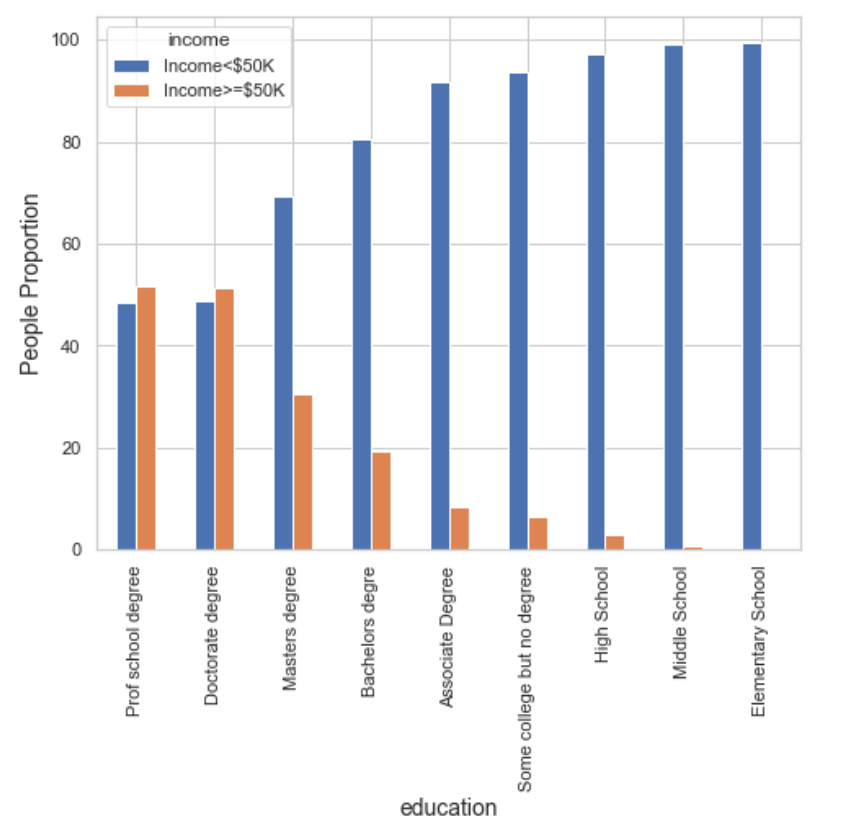 income
Income<$50K
Income>=$50K
People Proportion
100
80
60
40
20
0
Prof school degree
Doctorate degree
Masters degree
Bachelors degre
Associate Degree
Some college but no degree
High School
Middle School
Elementary School
education